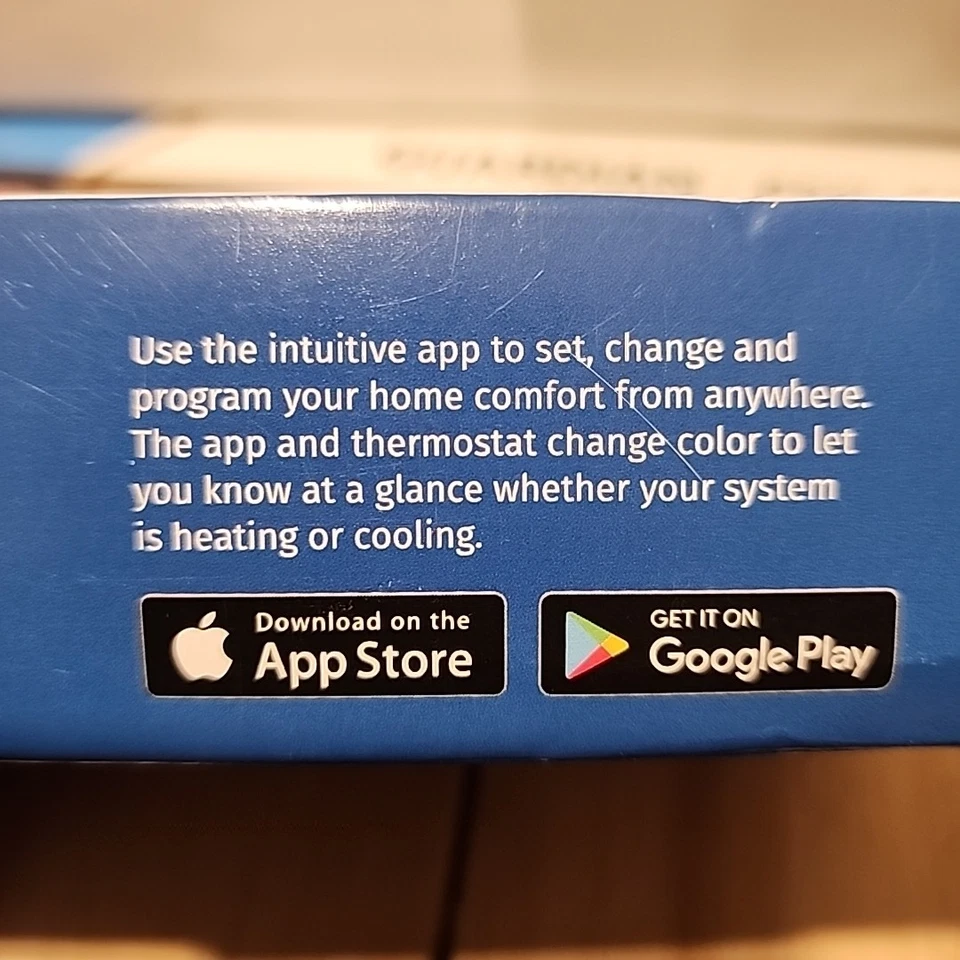 Use the intuitive app to set, change and
program your home comfort from anywhere.
The app and thermostat change color to let
you know at a glance whether your system
is heating or cooling.
Download on the
App Store
GET IT ON
Google Play